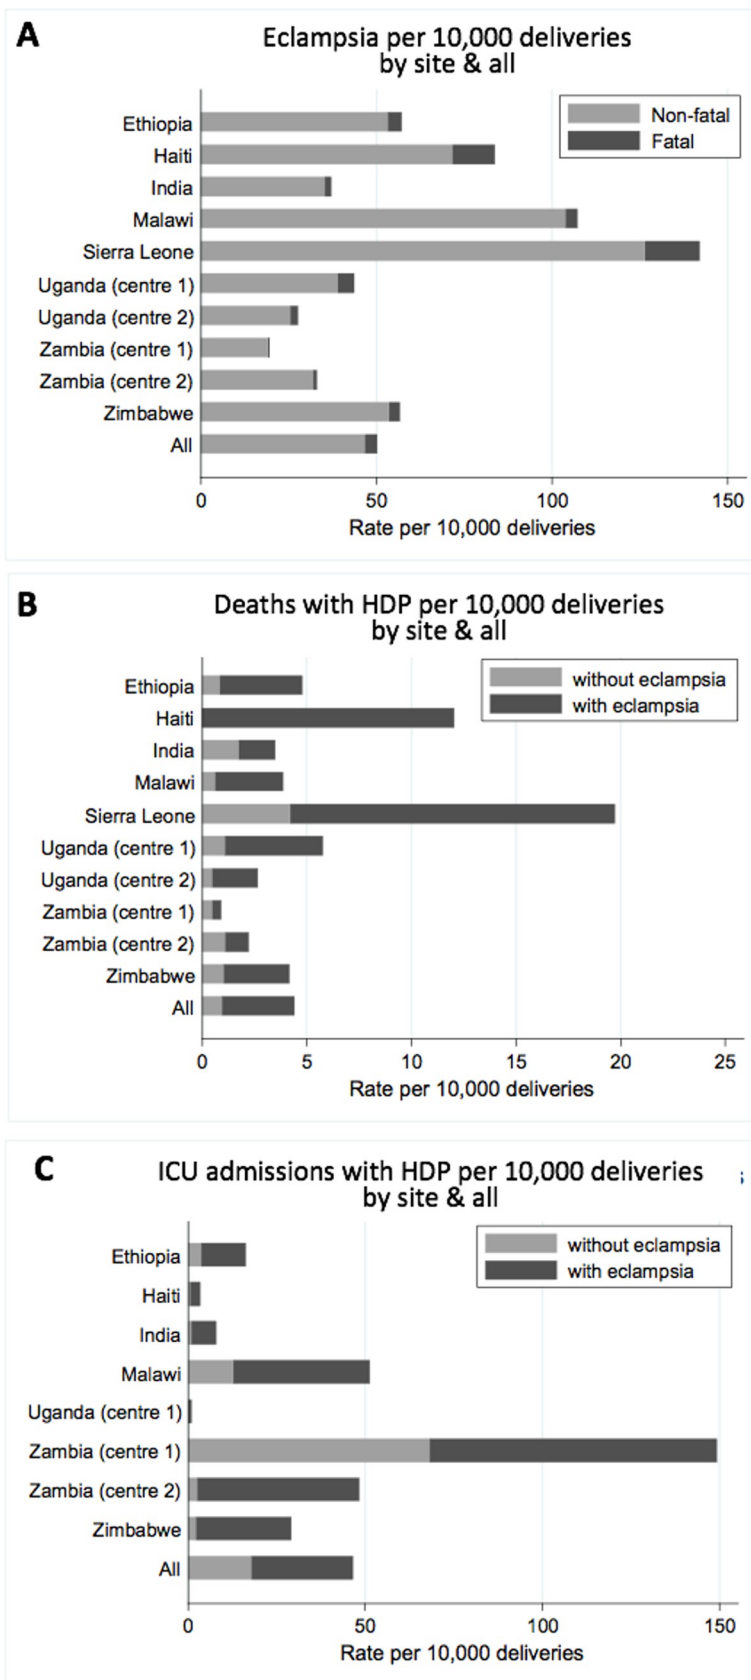 A
Eclampsia per 10,000 deliveries
by site & all
Non-fatal
Fatal
Ethiopia
Haiti
India
Malawi
Sierra Leone
Uganda (centre 1)
Uganda (centre 2)
Zambia (centre 1)
Zambia (centre 2)
Zimbabwe
All
0 50 100 150
Rate per 10,000 deliveries
B
Deaths with HDP per 10,000 deliveries
by site & all
without eclampsia
with eclampsia
Ethiopia
Haiti
India
Malawi
Sierra Leone
Uganda (centre 1)
Uganda (centre 2)
Zambia (centre 1)
Zambia (centre 2)
Zimbabwe
All
0 5 10 15 20 25
Rate per 10,000 deliveries
C
ICU admissions with HDP per 10,000 deliveries
by site & all
without eclampsia
with eclampsia
Ethiopia
Haiti
India
Malawi
Uganda (centre 1)
Zambia (centre 1)
Zambia (centre 2)
Zimbabwe
All
0 50 100 150
Rate per 10,000 deliveries